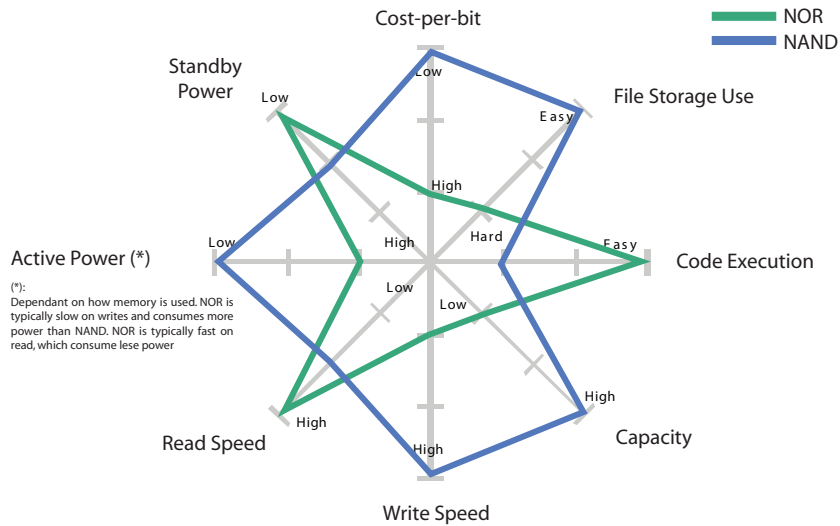 Cost-per-bit
NOR
NAND
Standby
Power
Low
Low
File Storage Use
Easy
High
Hard
Easy
High
Low
Active Power (*)
Code Execution
(*):
Dependant on how memory is used. NOR is
typically slow on writes and consumes more
power than NAND. NOR is typically fast on
read, which consume lese power
Low
Low
High
High
High
Read Speed
Capacity
Write Speed